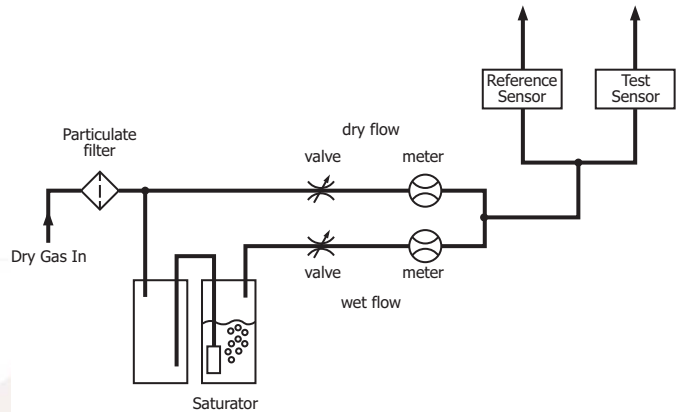 Reference
Sensor
Test
Sensor
Particulate
filter
dry flow
valve
meter
Dry Gas In
valve
meter
wet flow
Saturator